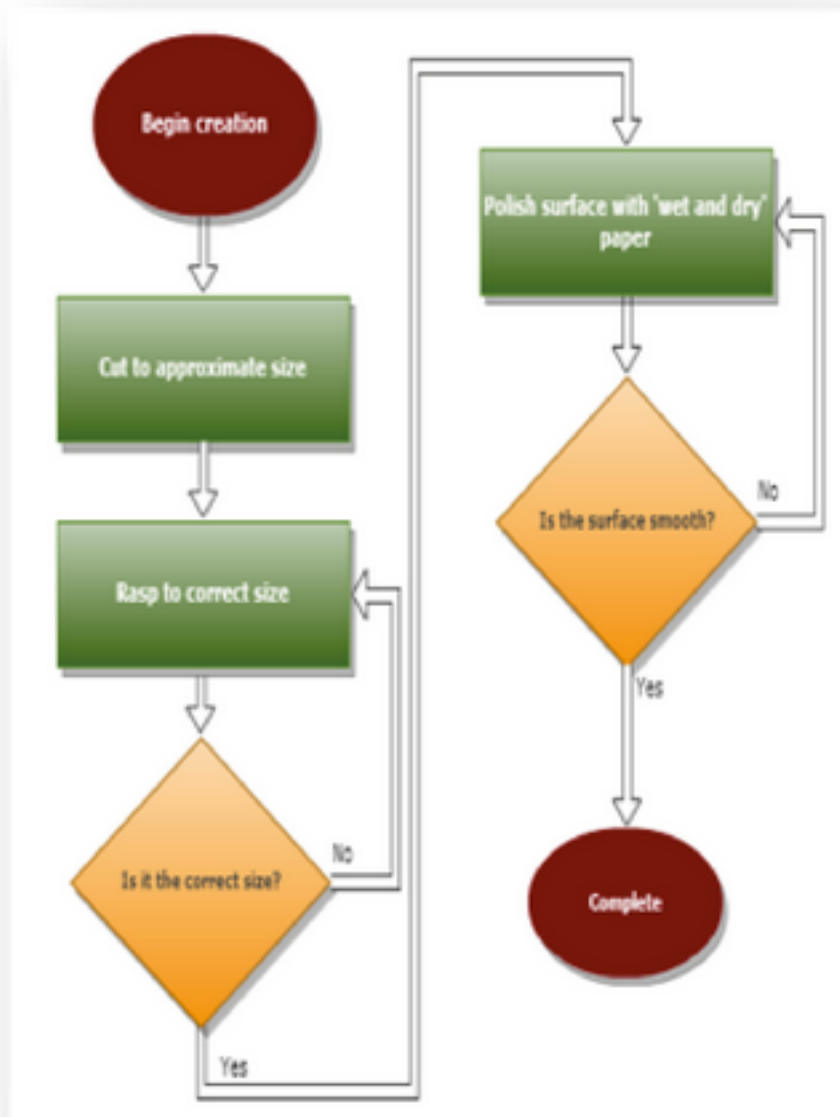 Begin creation
Cut to approximate size
Rasp to correct size
Is it the correct size?
No
Yes
Polish surface with 'wet and dry'
paper
Is the surface smooth?
No
Yes
Complete